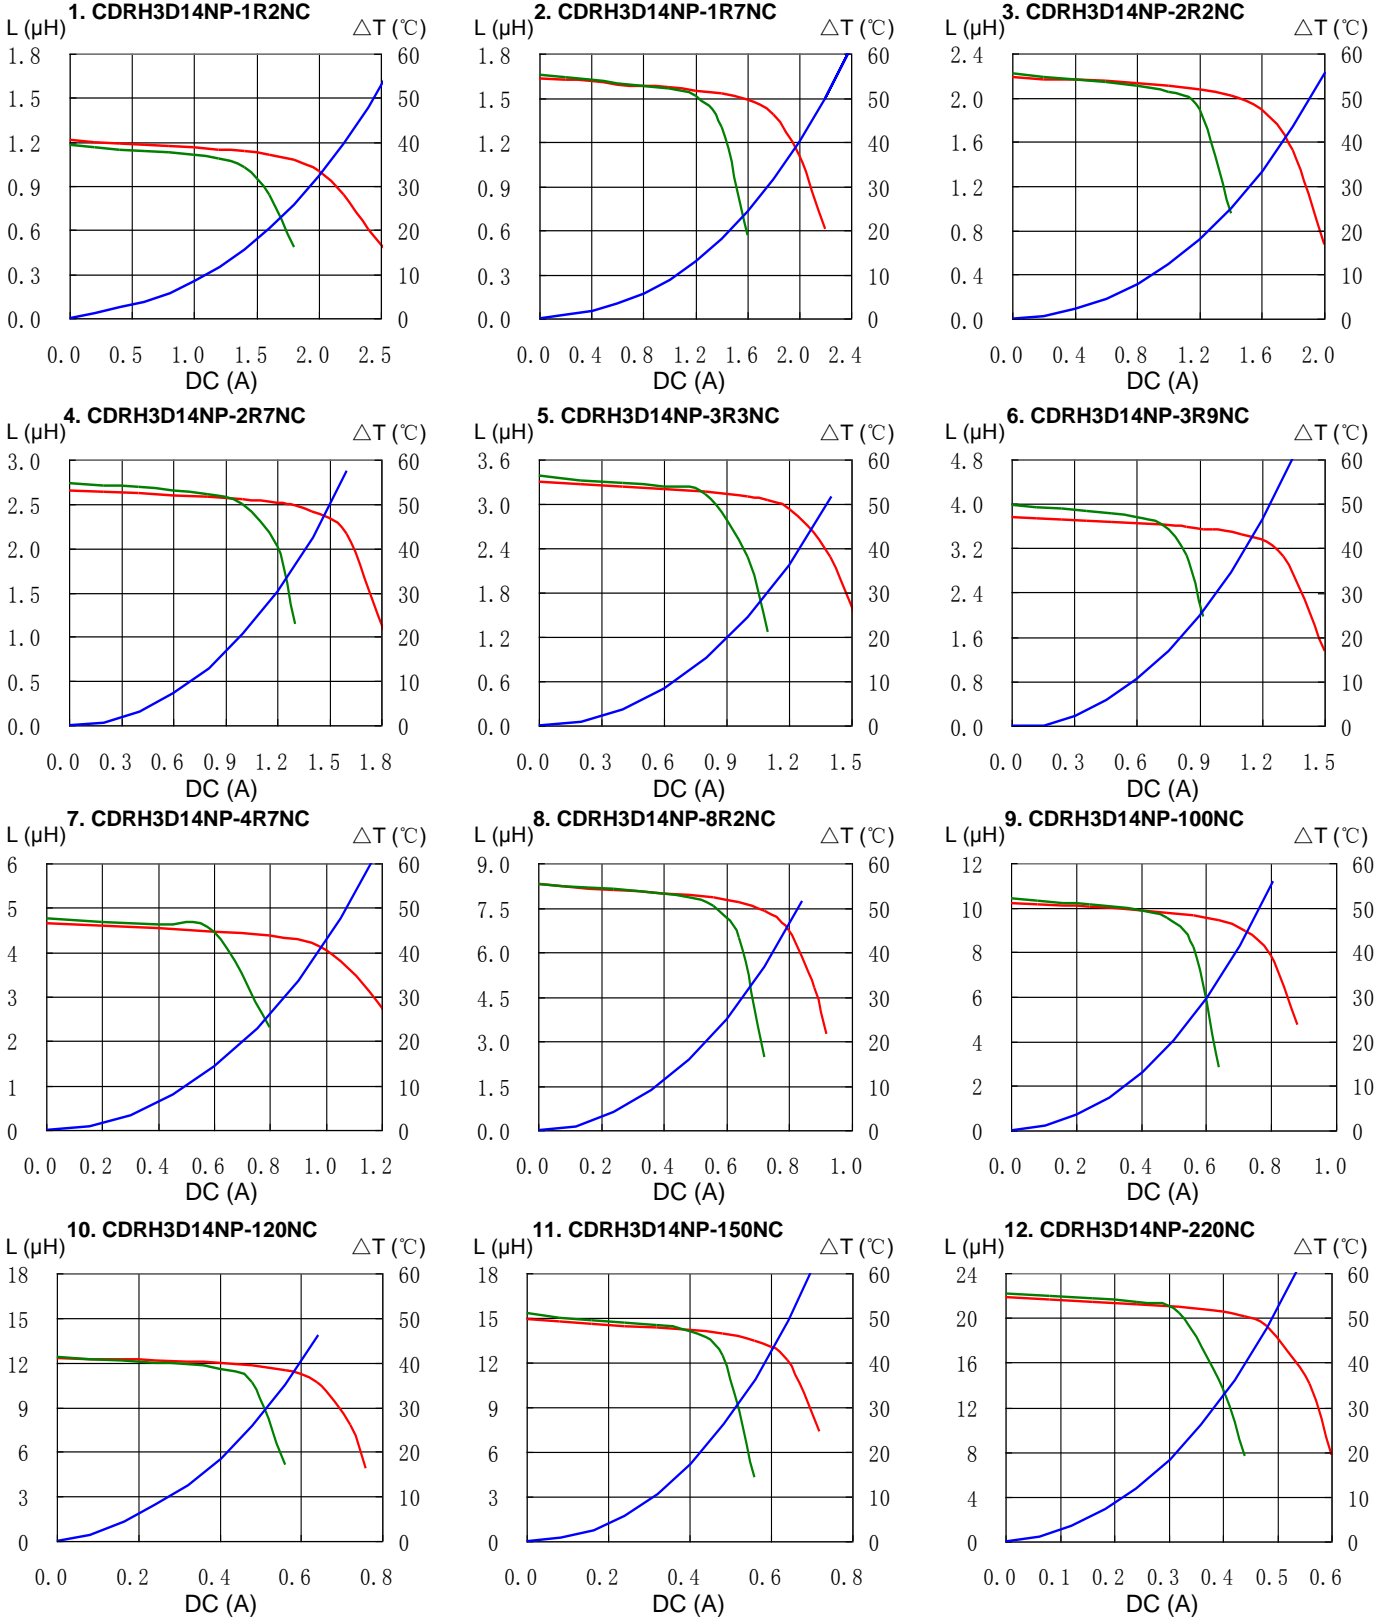 1. CDRH3D14NP-1R2NC
L (μH) △T (℃)
1.8 60
1.5 50
1.2 40
0.9 30
0.6 20
0.3 10
0.0 0
0.0 0.5 1.0 1.5 2.0 2.5
DC (A)
2. CDRH3D14NP-1R7NC
L (μH) △T (℃)
1.8 60
1.5 50
1.2 40
0.9 30
0.6 20
0.3 10
0.0 0
0.0 0.4 0.8 1.2 1.6 2.0 2.4
DC (A)
3. CDRH3D14NP-2R2NC
L (μH) △T (℃)
2.4 60
2.0 50
1.6 40
1.2 30
0.8 20
0.4 10
0.0 0
0.0 0.4 0.8 1.2 1.6 2.0
DC (A)
4. CDRH3D14NP-2R7NC
L (μH) △T (℃)
3.0 60
2.5 50
2.0 40
1.5 30
1.0 20
0.5 10
0.0 0
0.0 0.3 0.6 0.9 1.2 1.5 1.8
DC (A)
5. CDRH3D14NP-3R3NC
L (μH) △T (℃)
3.6 60
3.0 50
2.4 40
1.8 30
1.2 20
0.6 10
0.0 0
0.0 0.3 0.6 0.9 1.2 1.5
DC (A)
6. CDRH3D14NP-3R9NC
L (μH) △T (℃)
4.8 60
4.0 50
3.2 40
2.4 30
1.6 20
0.8 10
0.0 0
0.0 0.3 0.6 0.9 1.2 1.5
DC (A)
7. CDRH3D14NP-4R7NC
L (μH) △T (℃)
6 60
5 50
4 40
3 30
2 20
1 10
0 0
0.0 0.2 0.4 0.6 0.8 1.0 1.2
DC (A)
8. CDRH3D14NP-8R2NC
L (μH) △T (℃)
9.0 60
7.5 50
6.0 40
4.5 30
3.0 20
1.5 10
0.0 0
0.0 0.2 0.4 0.6 0.8 1.0
DC (A)
9. CDRH3D14NP-100NC
L (μH) △T (℃)
12 60
10 50
8 40
6 30
4 20
2 10
0 0
0.0 0.2 0.4 0.6 0.8 1.0
DC (A)
10. CDRH3D14NP-120NC
L (μH) △T (℃)
18 60
15 50
12 40
9 30
6 20
3 10
0 0
0.0 0.2 0.4 0.6 0.8
DC (A)
11. CDRH3D14NP-150NC
L (μH) △T (℃)
18 60
15 50
12 40
9 30
6 20
3 10
0 0
0.0 0.2 0.4 0.6 0.8
DC (A)
12. CDRH3D14NP-220NC
L (μH) △T (℃)
24 60
20 50
16 40
12 30
8 20
4 10
0 0
0.0 0.1 0.2 0.3 0.4 0.5 0.6
DC (A)